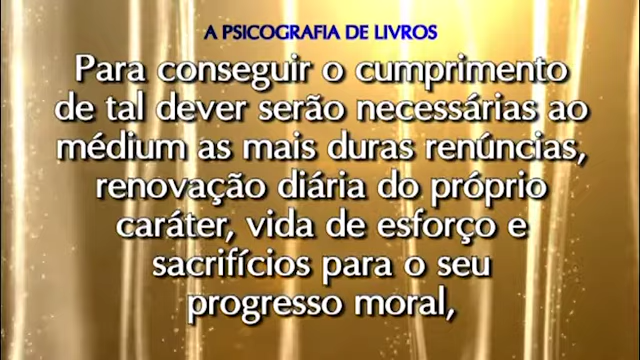 A PSICOGRAFIA DE LIVROS
Para conseguir o cumprimento
de tal dever serão necessárias ao
médium as mais duras renúncias,
renovação diária do próprio
caráter, vida de esforço e
sacrifícios para o seu
progresso moral,